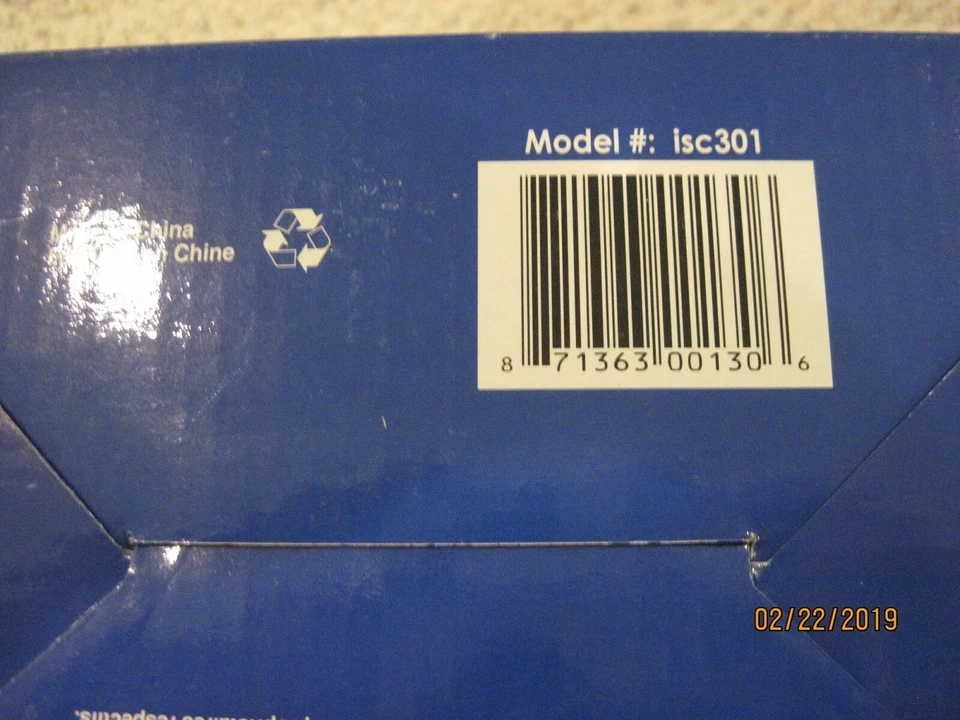 Model #: isc301
China
Chine
8 71363 00130 6
02/22/2019